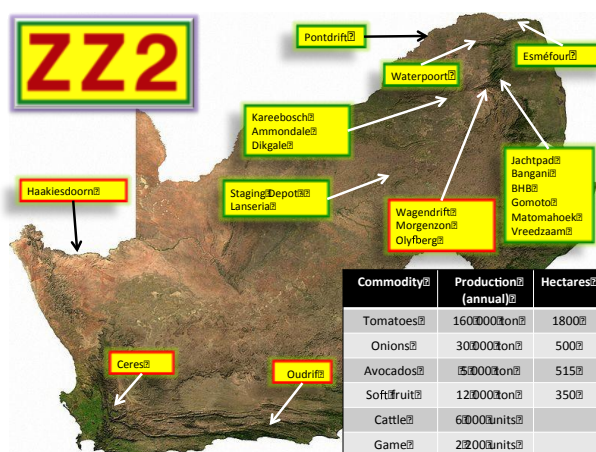 ZZ2
Pontdrift
Esméfour
Waterpoort
Kareebosch
Ammondale
Dikgale
Jachtpad
Bangani
BHB
Gomoto
Matomahoek
Vreedzaam
Haakiesdoorn
Staging Depot
Lanseria
Wagendrift
Morgenzon
Olyfberg
Ceres
Oudrif
Commodity Production (annual) Hectares
Tomatoes 160 000 ton 1800
Onions 30 000 ton 500
Avocados 5 000 ton 515
Soft fruit 12 000 ton 350
Cattle 6 000 units
Game 2 200 units